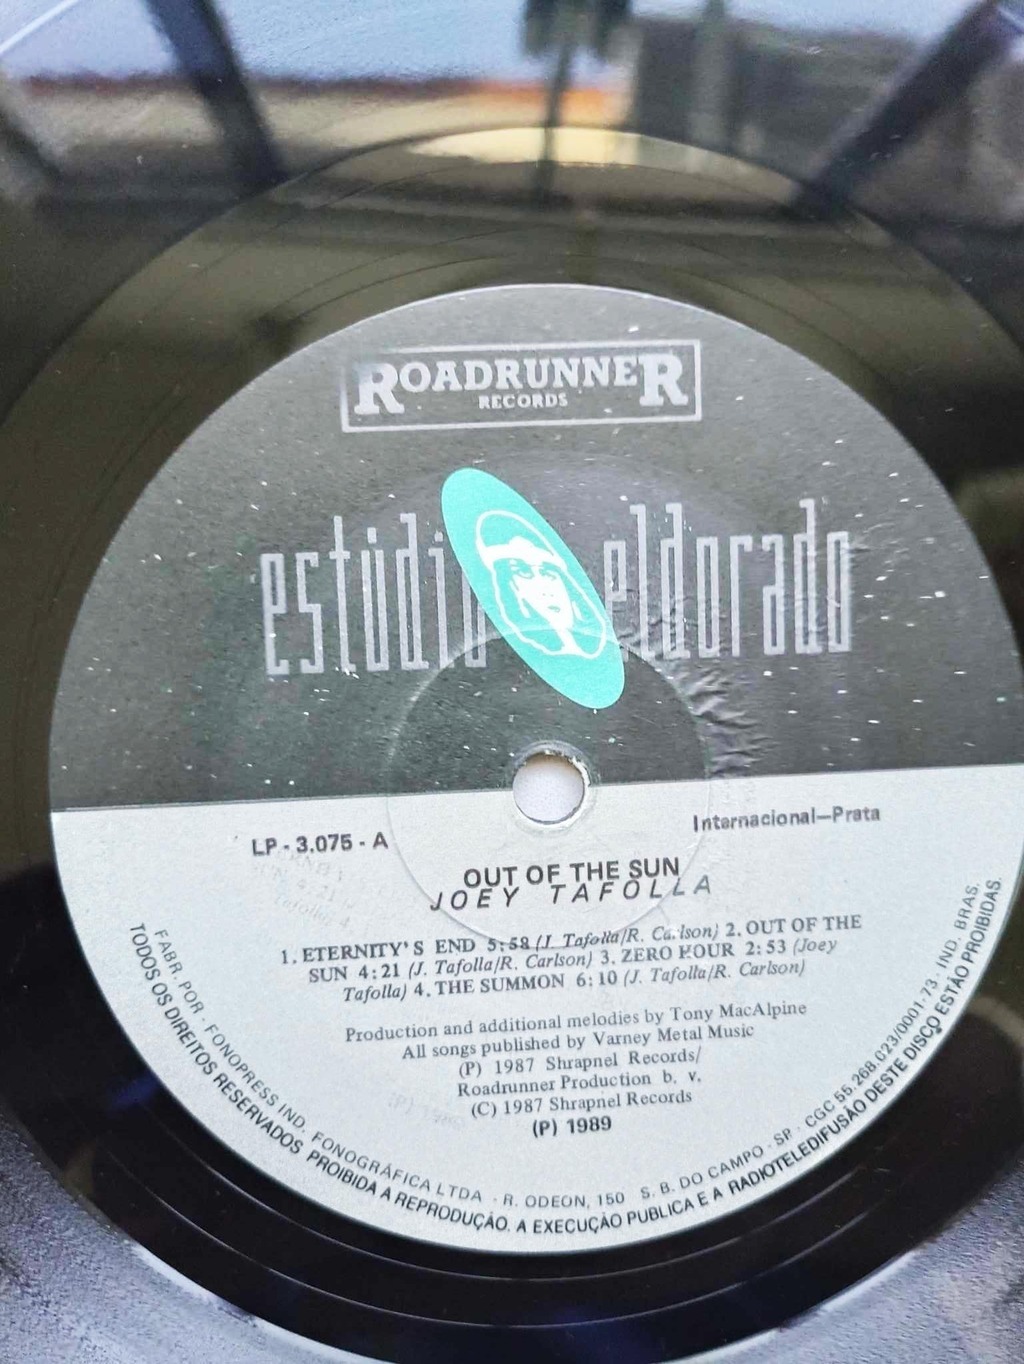 ROADRUNNER
RECORDS
estúdio eldorado
LP - 3.075 - A
Internacional—Prata
OUT OF THE SUN
JOEY TAFOLLA
1. ETERNITY'S END 5:58 (J. Tafolla/R. Carlson) 2. OUT OF THE
SUN 4:21 (J. Tafolla/R. Carlson) 3. ZERO HOUR 2:53 (Joey
Tafolla) 4. THE SUMMON 6:10 (J. Tafolla/R. Carlson)
Production and additional melodies by Tony MacAlpine
All songs published by Varney Metal Music
(P) 1987 Shrapnel Records/
Roadrunner Production b. v.
(C) 1987 Shrapnel Records
(P) 1989
FABR. POR - FONOPRESS IND. FONOGRÁFICA LTDA - R. ODEON, 150 S. B. DO CAMPO - SP - CGC 55.268.023/0001-73 - IND. BRAS.
TODOS OS DIREITOS RESERVADOS PROIBIDA A REPRODUÇÃO, A EXECUÇÃO PUBLICA E A RADIOTELEDIFUSÃO DESTE DISCO ESTÃO PROIBIDAS.